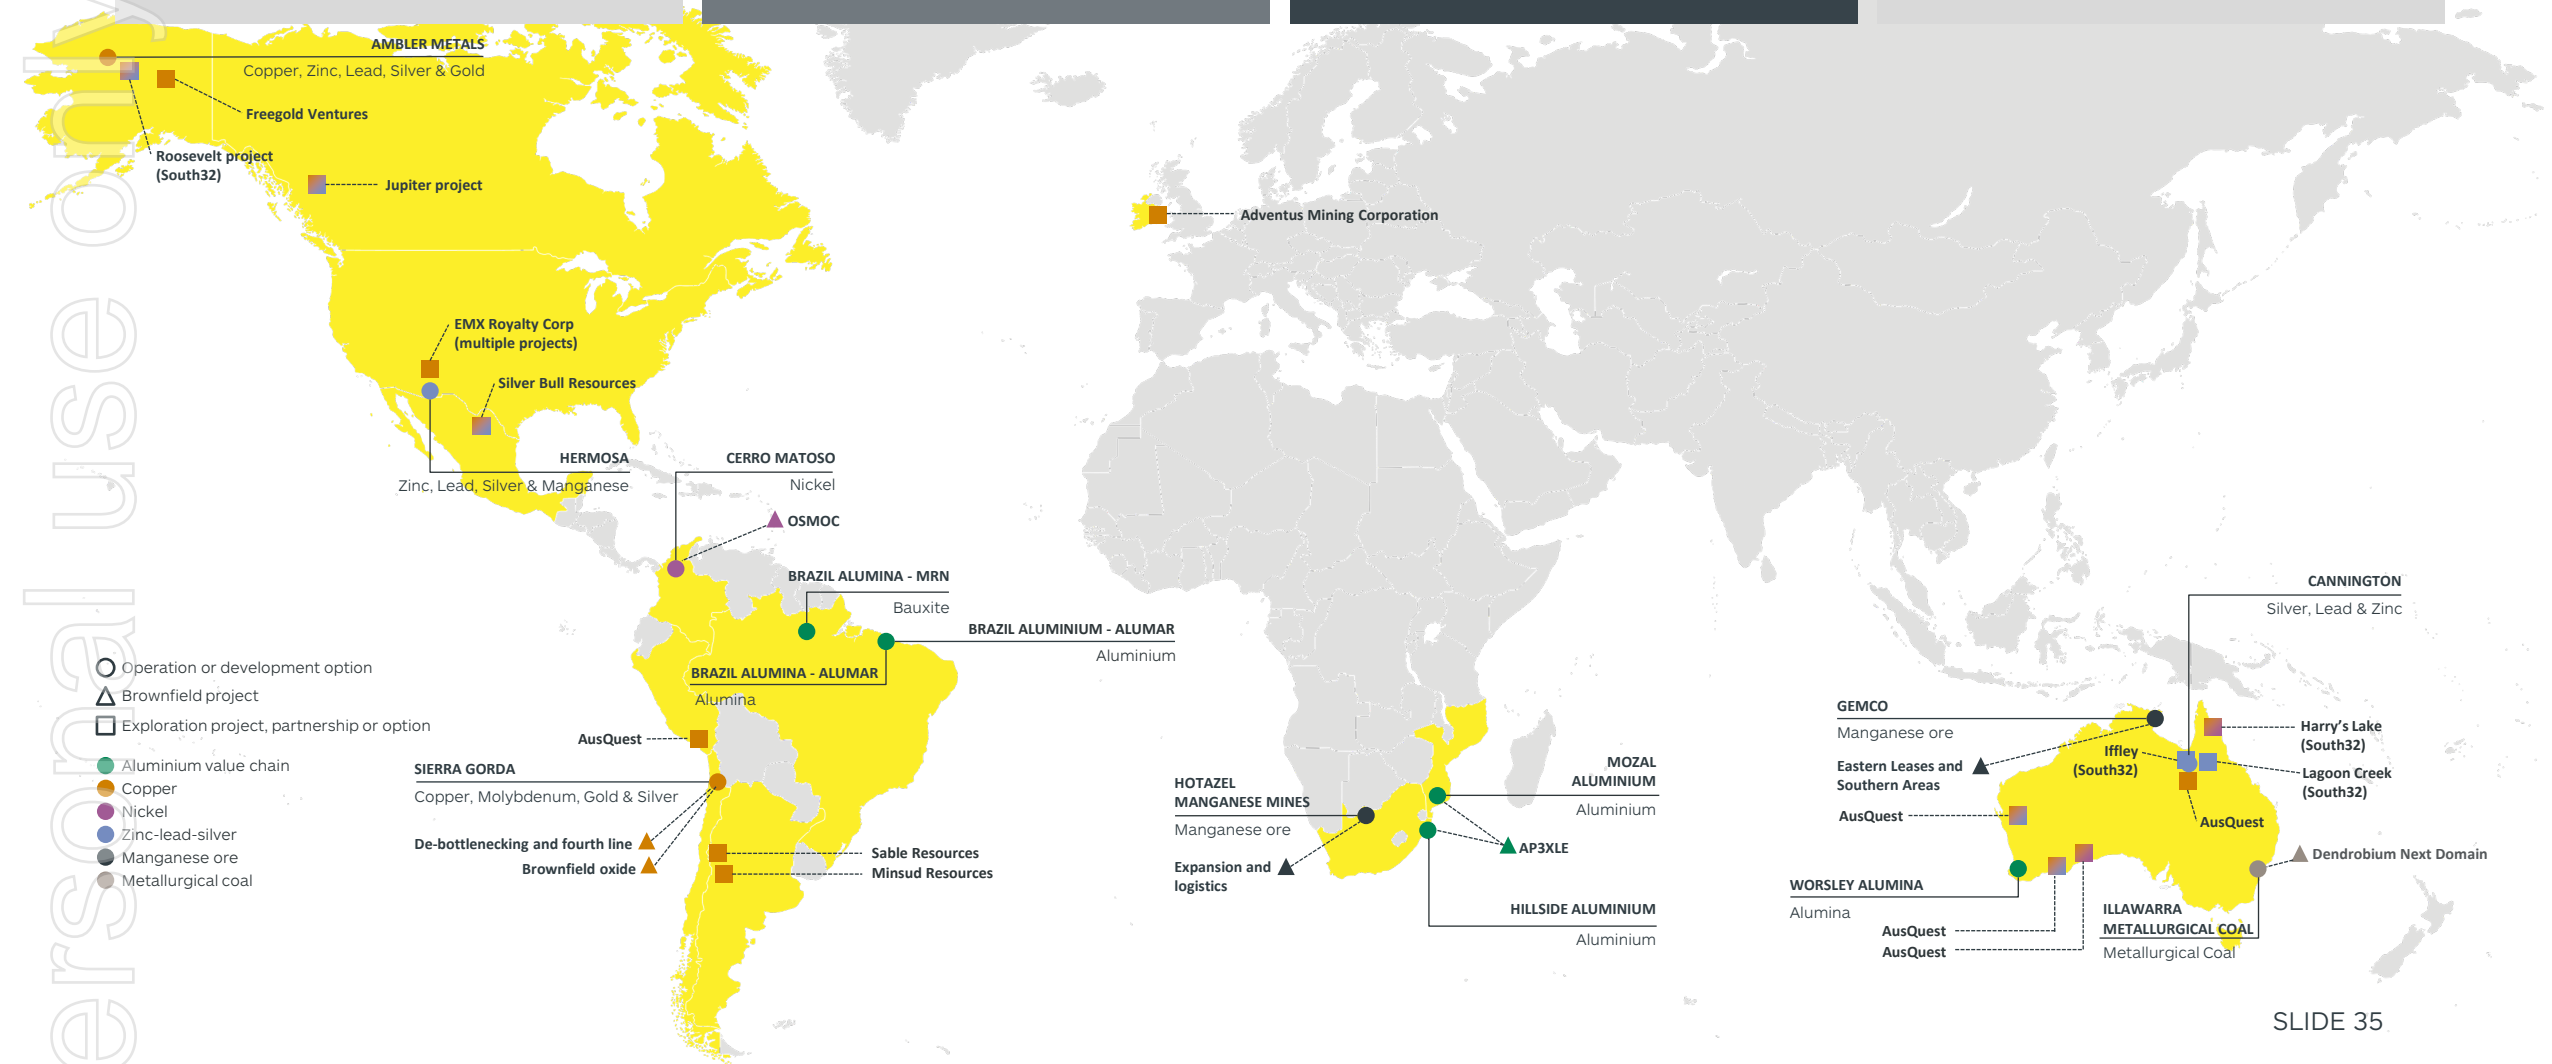 AMBLER METALS
Copper, Zinc, Lead, Silver & Gold
Freegold Ventures
Roosevelt project
(South32)
Jupiter project
EMX Royalty Corp
(multiple projects)
Silver Bull Resources
HERMOSA
Zinc, Lead, Silver & Manganese
CERRO MATOSO
Nickel
OSMOC
BRAZIL ALUMINA - MRN
Bauxite
BRAZIL ALUMINIUM - ALUMAR
Aluminium
BRAZIL ALUMINA - ALUMAR
Alumina
AusQuest
SIERRA GORDA
Copper, Molybdenum, Gold & Silver
De-bottlenecking and fourth line
Brownfield oxide
Sable Resources
Minsud Resources
Operation or development option
Brownfield project
Exploration project, partnership or option
Aluminium value chain
Copper
Nickel
Zinc-lead-silver
Manganese ore
Metallurgical coal
Adventus Mining Corporation
HOTAZEL
MANGANESE MINES
Manganese ore
Expansion and
logistics
MOZAL
ALUMINIUM
Aluminium
AP3XLE
HILLSIDE ALUMINIUM
Aluminium
CANNINGTON
Silver, Lead & Zinc
GEMCO
Manganese ore
Eastern Leases and
Southern Areas
Iffley
(South32)
Harry's Lake
(South32)
Lagoon Creek
(South32)
AusQuest
AusQuest
Dendrobium Next Domain
WORSLEY ALUMINA
Alumina
AusQuest
AusQuest
ILLAWARRA
METALLURGICAL COAL
Metallurgical Coal
SLIDE 35
ersonal use only